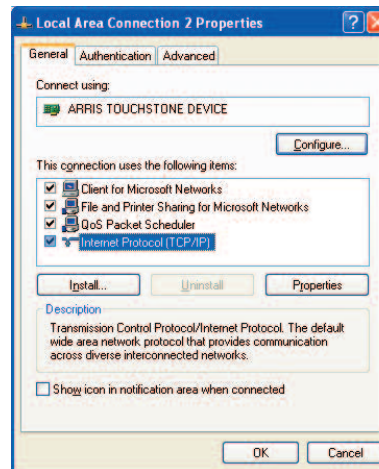 Local Area Connection 2 Properties
General Authentication Advanced
Connect using:
ARRIS TOUCHSTONE DEVICE
Configure...
This connection uses the following items:
Client for Microsoft Networks
File and Printer Sharing for Microsoft Networks
QoS Packet Scheduler
Internet Protocol (TCP/IP)
Install... Uninstall Properties
Description
Transmission Control Protocol/Internet Protocol. The default
wide area network protocol that provides communication
across diverse interconnected networks.
Show icon in notification area when connected
OK Cancel